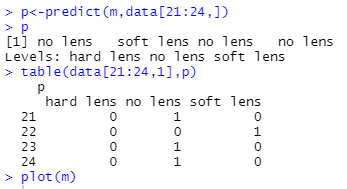 > p<-predict(m,data[21:24,])
> p
[1] no lens   soft lens no lens   no lens
Levels: hard lens no lens soft lens
> table(data[21:24,1],p)
    p
     hard lens no lens soft lens
  21         0       1         0
  22         0       0         1
  23         0       1         0
  24         0       1         0
> plot(m)